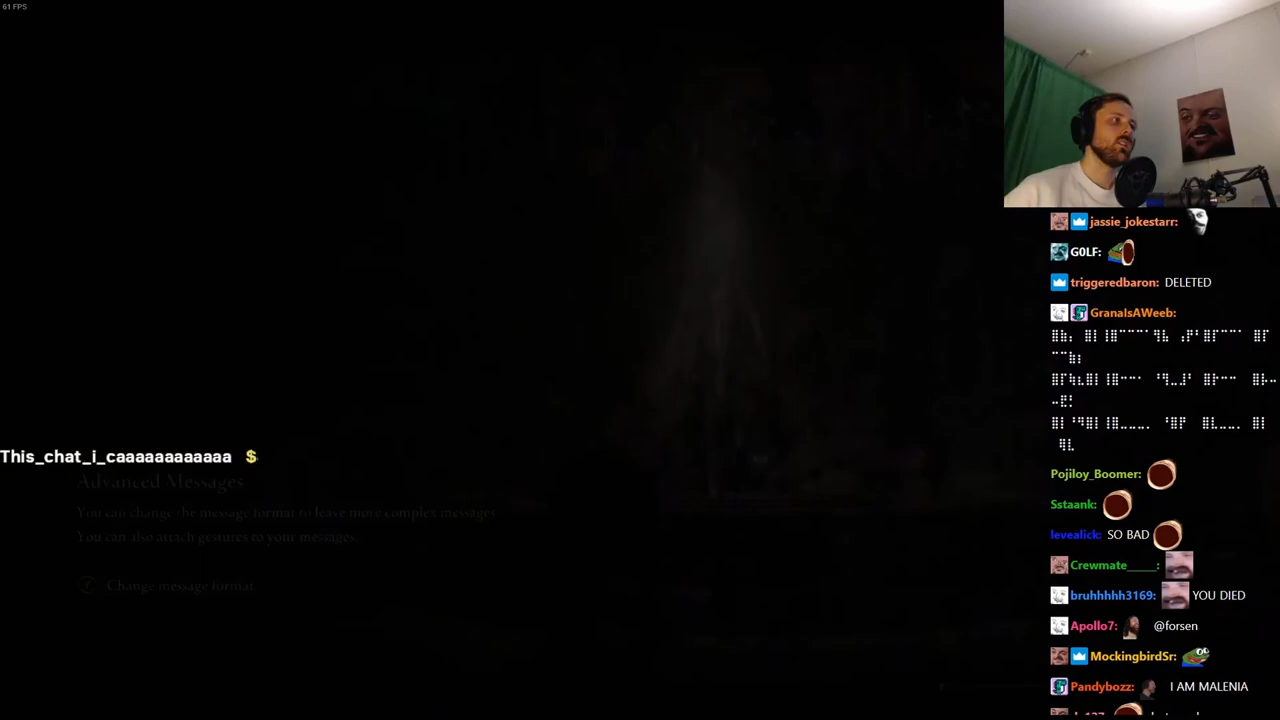 61 FPS
jassie_jokestarr:
G0LF:
triggeredbaron: DELETED
GranaIsAWeeb:
This_chat_i_caaaaaaaaaaaa $
Advanced Messages
You can change the message format to leave more complex messages.
You can also attach gestures to your messages.
Change message format
Pojiloy_Boomer:
Sstaank:
levealick: SO BAD
Crewmate_____:
bruhhhhh3169: YOU DIED
Apollo7: @forsen
MockingbirdSr:
Pandybozz: I AM MALENIA